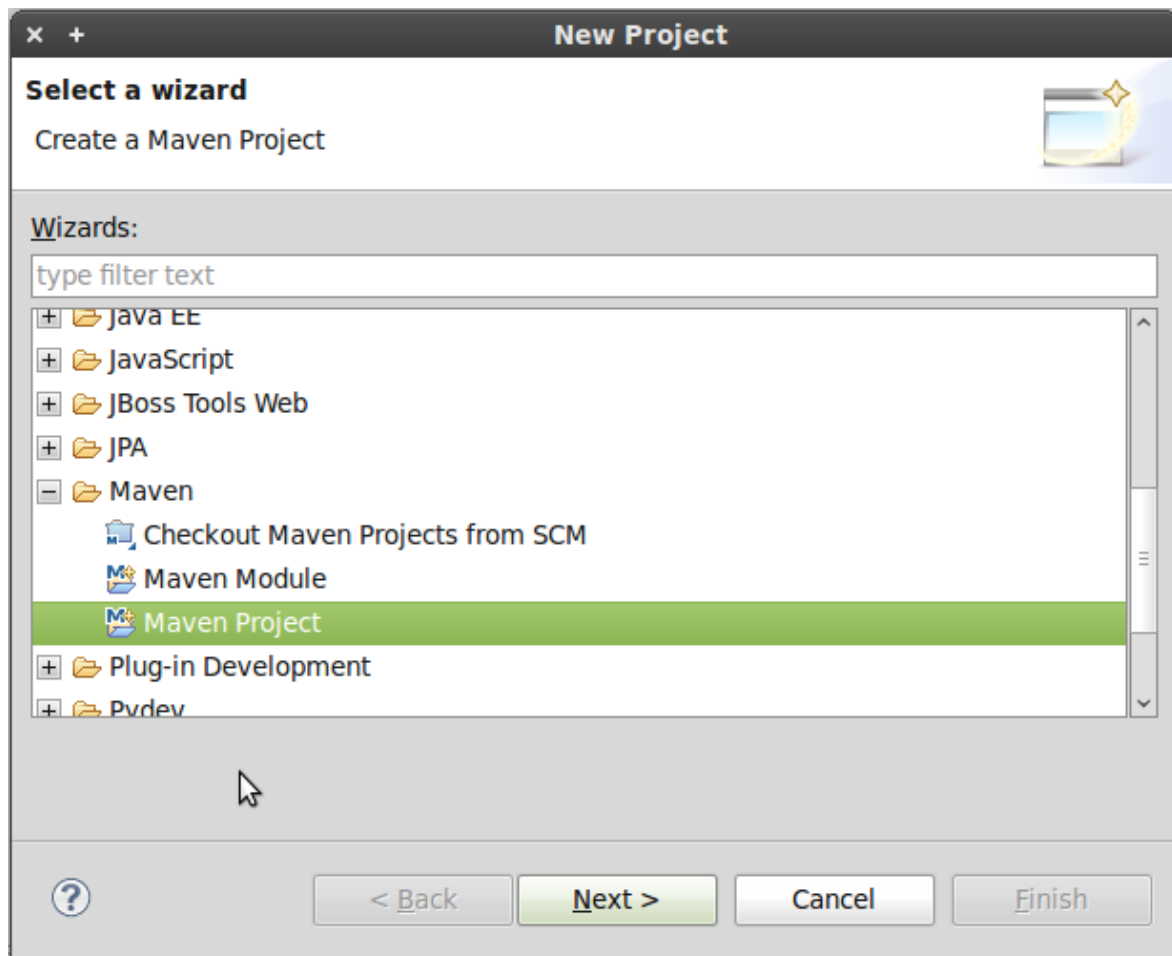 New Project
Select a wizard
Create a Maven Project
Wizards:
type filter text
Java EE
JavaScript
JBoss Tools Web
JPA
Maven
Checkout Maven Projects from SCM
Maven Module
Maven Project
Plug-in Development
Pydev
< Back Next > Cancel Finish